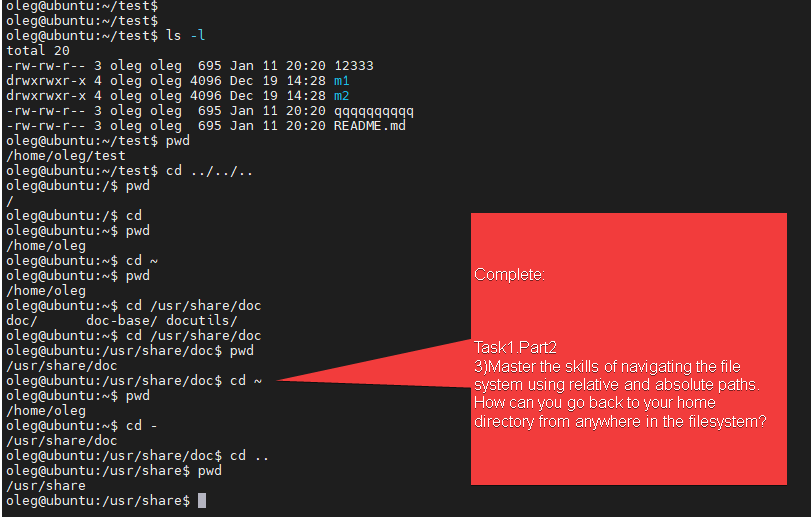 oleg@ubuntu:~/test$
oleg@ubuntu:~/test$
oleg@ubuntu:~/test$ ls -l
total 20
-rw-rw-r-- 3 oleg oleg  695 Jan 11 20:20 12333
drwxrwxr-x 4 oleg oleg 4096 Dec 19 14:28 m1
drwxrwxr-x 4 oleg oleg 4096 Dec 19 14:28 m2
-rw-rw-r-- 3 oleg oleg  695 Jan 11 20:20 qqqqqqqqqq
-rw-rw-r-- 3 oleg oleg  695 Jan 11 20:20 README.md
oleg@ubuntu:~/test$ pwd
/home/oleg/test
oleg@ubuntu:~/test$ cd ../../..
oleg@ubuntu:/$ pwd
/
oleg@ubuntu:/$ cd
oleg@ubuntu:~$ pwd
/home/oleg
oleg@ubuntu:~$ cd ~
oleg@ubuntu:~$ pwd
/home/oleg
oleg@ubuntu:~$ cd /usr/share/doc
doc/      doc-base/ docutils/
oleg@ubuntu:~$ cd /usr/share/doc
oleg@ubuntu:/usr/share/doc$ pwd
/usr/share/doc
oleg@ubuntu:/usr/share/doc$ cd ~
oleg@ubuntu:~$ pwd
/home/oleg
oleg@ubuntu:~$ cd -
/usr/share/doc
oleg@ubuntu:/usr/share/doc$ cd ..
oleg@ubuntu:/usr/share$ pwd
/usr/share
oleg@ubuntu:/usr/share$
Complete:
Task1.Part2
3)Master the skills of navigating the file
system using relative and absolute paths.
How can you go back to your home
directory from anywhere in the filesystem?